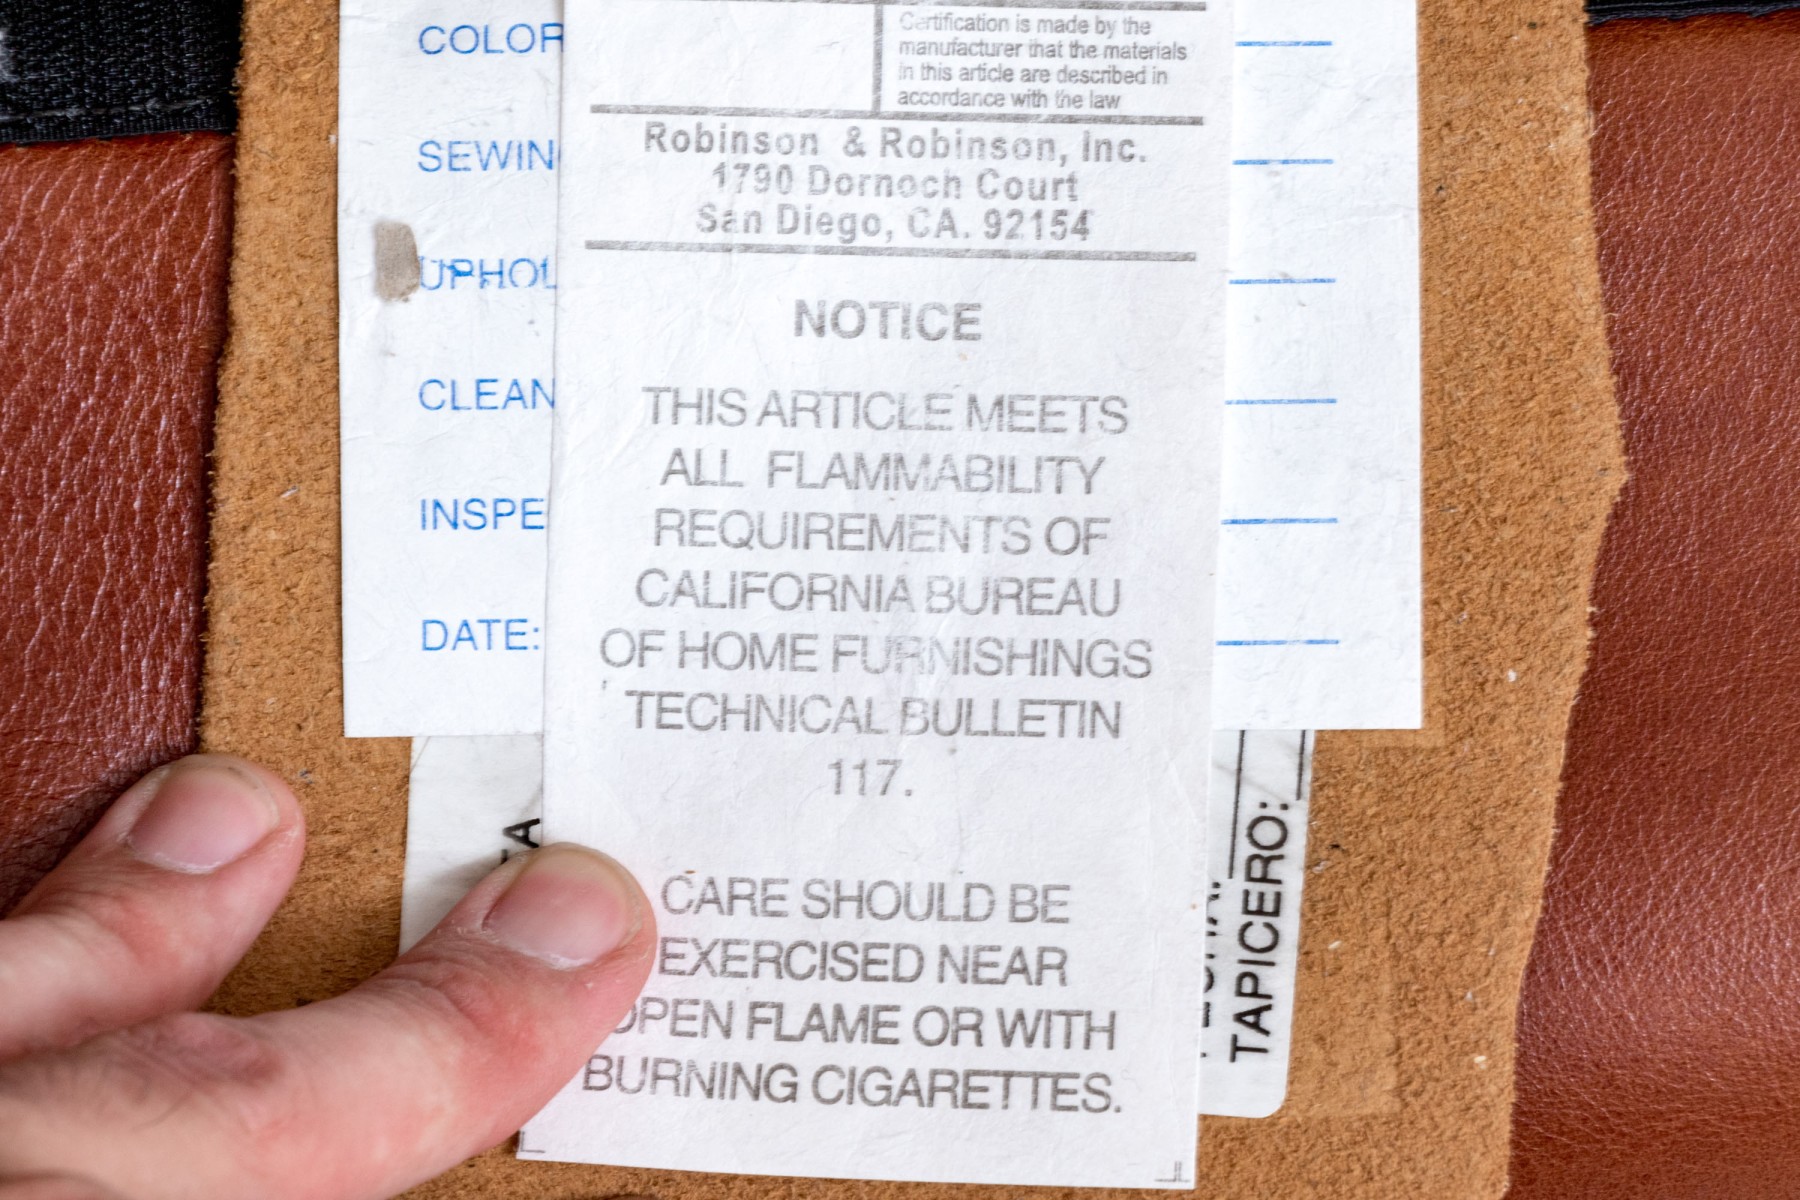 Certification is made by the
manufacturer that the materials
in this article are described in
accordance with the law
Robinson & Robinson, Inc.
1790 Dornoch Court
San Diego, CA. 92154
NOTICE
THIS ARTICLE MEETS
ALL FLAMMABILITY
REQUIREMENTS OF
CALIFORNIA BUREAU
OF HOME FURNISHINGS
TECHNICAL BULLETIN
117.
CARE SHOULD BE
EXERCISED NEAR
OPEN FLAME OR WITH
BURNING CIGARETTES.
COLOR
SEWIN
UPHOL
CLEAN
INSPE
DATE:
TAPICERO: